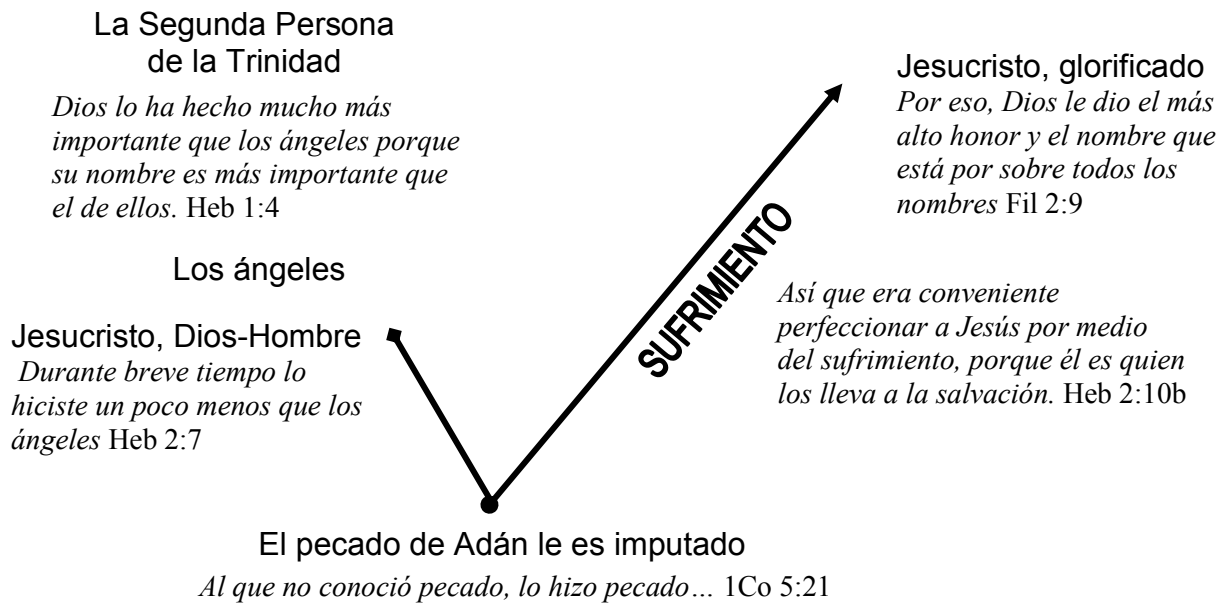 La Segunda Persona
de la Trinidad
Dios lo ha hecho mucho más
importante que los ángeles porque
su nombre es más importante que
el de ellos. Heb 1:4
Los ángeles
Jesucristo, Dios-Hombre
Durante breve tiempo lo
hiciste un poco menos que los
ángeles Heb 2:7
El pecado de Adán le es imputado
Al que no conoció pecado, lo hizo pecado… 1Co 5:21
SUFRIMIENTO
Así que era conveniente
perfeccionar a Jesús por medio
del sufrimiento, porque él es quien
los lleva a la salvación. Heb 2:10b
Jesucristo, glorificado
Por eso, Dios le dio el más
alto honor y el nombre que
está por sobre todos los
nombres Fil 2:9